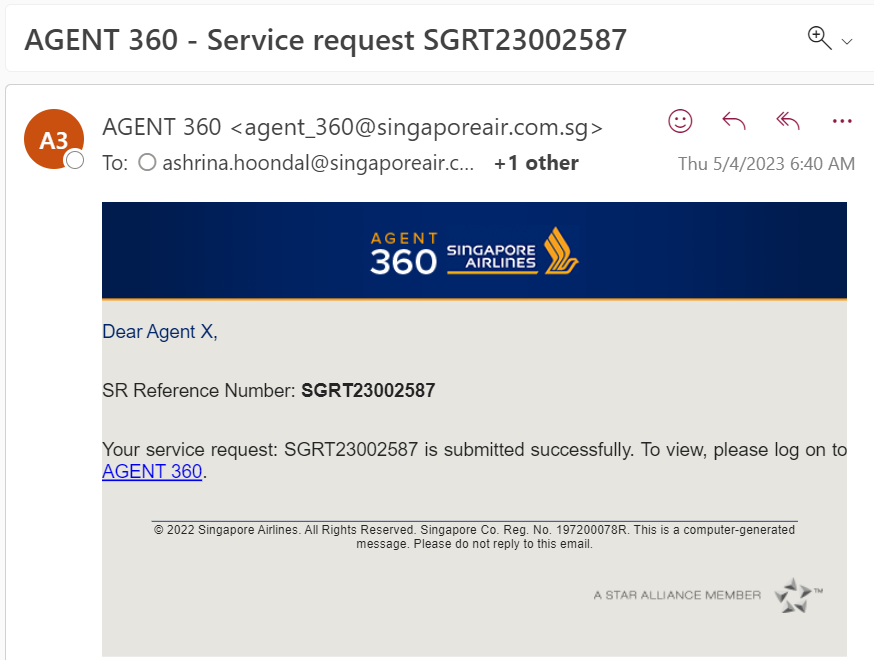 AGENT 360 - Service request SGRT23002587
A3
AGENT 360 <agent_360@singaporeair.com.sg>
To: ashrina.hoondal@singaporeair.c... +1 other
Thu 5/4/2023 6:40 AM
AGENT
360
SINGAPORE
AIRLINES
Dear Agent X,
SR Reference Number: SGRT23002587
Your service request: SGRT23002587 is submitted successfully. To view, please log on to
AGENT 360.
© 2022 Singapore Airlines. All Rights Reserved. Singapore Co. Reg. No. 197200078R. This is a computer-generated
message. Please do not reply to this email.
A STAR ALLIANCE MEMBER ™